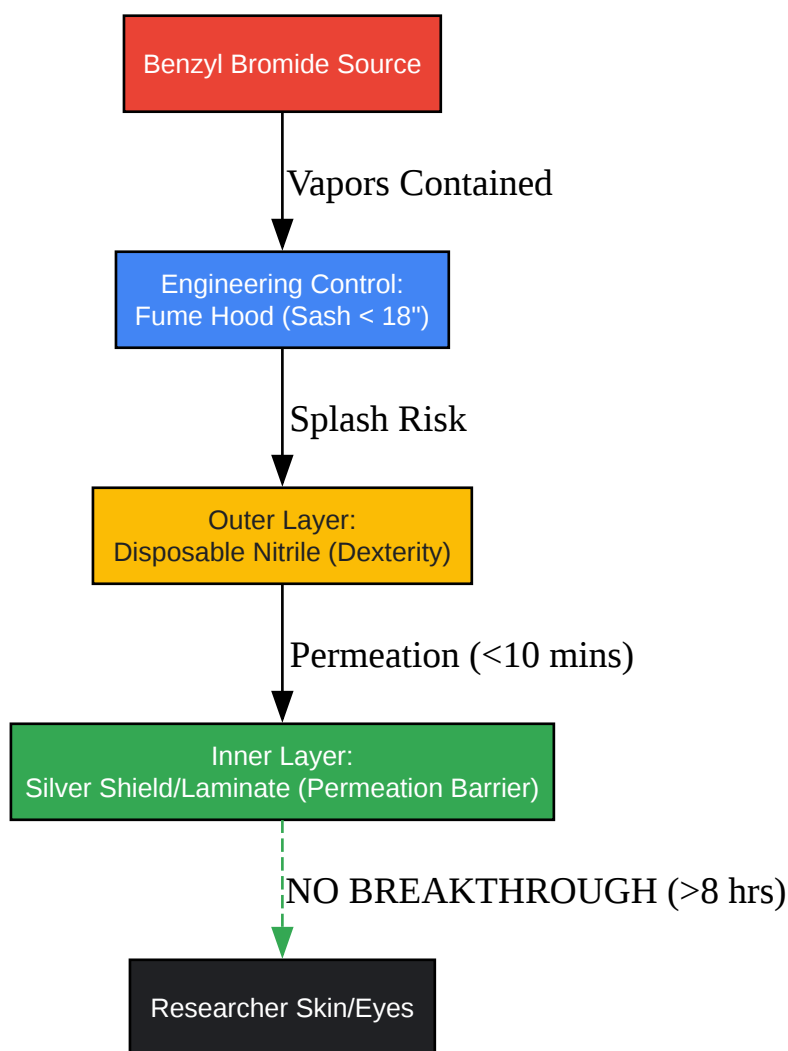 Benzyl Bromide Source
Vapors Contained
Engineering Control:
Fume Hood (Sash < 18")
Splash Risk
Outer Layer:
Disposable Nitrile (Dexterity)
Permeation (<10 mins)
Inner Layer:
Silver Shield/Laminate (Permeation Barrier)
NO BREAKTHROUGH (>8 hrs)
Researcher Skin/Eyes